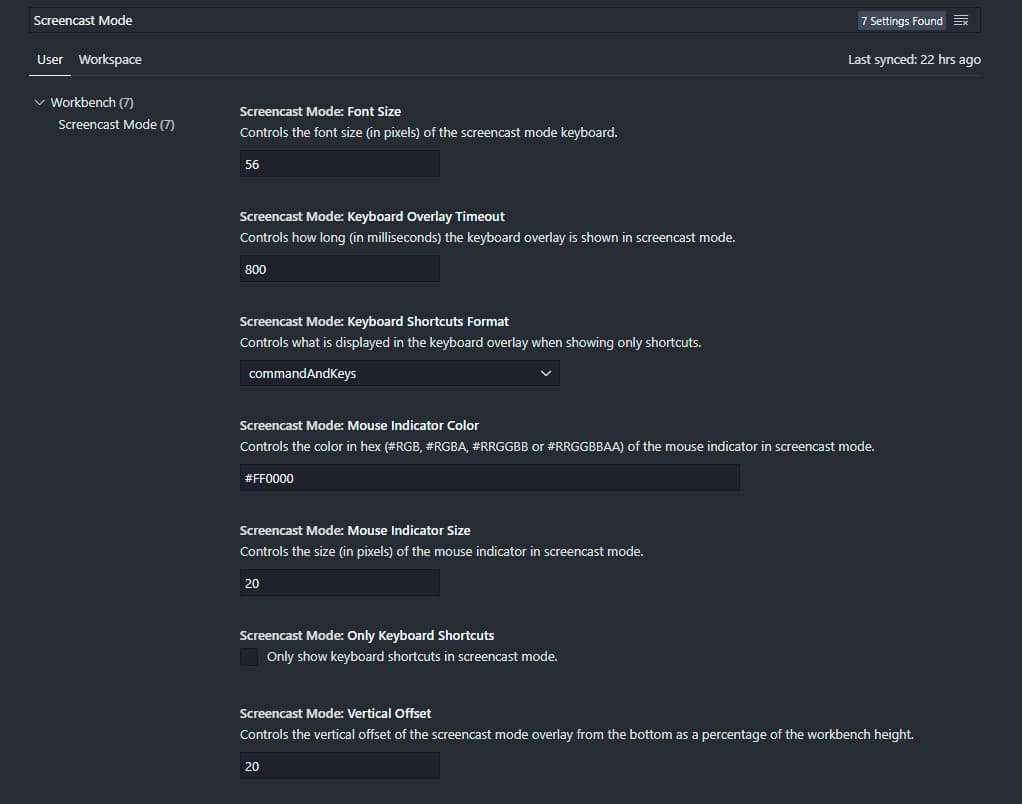 Screencast Mode
7 Settings Found
User
Workspace
Last synced: 22 hrs ago
Workbench (7)
Screencast Mode (7)
Screencast Mode: Font Size
Controls the font size (in pixels) of the screencast mode keyboard.
56
Screencast Mode: Keyboard Overlay Timeout
Controls how long (in milliseconds) the keyboard overlay is shown in screencast mode.
800
Screencast Mode: Keyboard Shortcuts Format
Controls what is displayed in the keyboard overlay when showing only shortcuts.
commandAndKeys
Screencast Mode: Mouse Indicator Color
Controls the color in hex (#RGB, #RGBA, #RRGGBB or #RRGGBBAA) of the mouse indicator in screencast mode.
#FF0000
Screencast Mode: Mouse Indicator Size
Controls the size (in pixels) of the mouse indicator in screencast mode.
20
Screencast Mode: Only Keyboard Shortcuts
Only show keyboard shortcuts in screencast mode.
Screencast Mode: Vertical Offset
Controls the vertical offset of the screencast mode overlay from the bottom as a percentage of the workbench height.
20